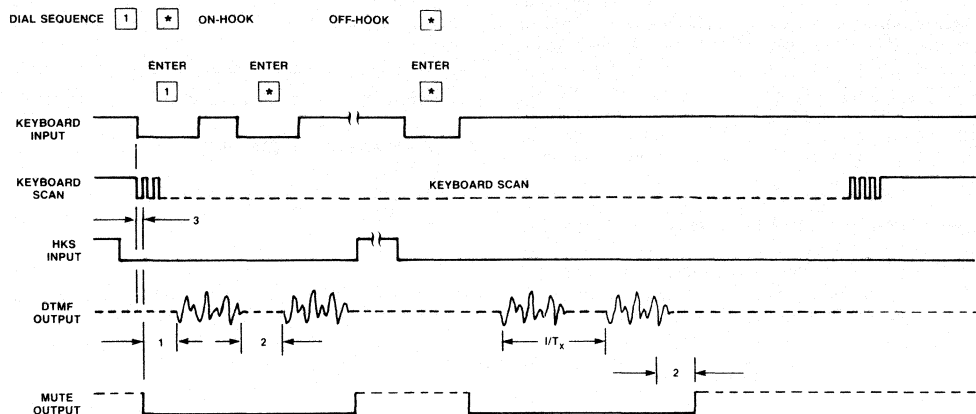 DIAL SEQUENCE 1 * ON-HOOK OFF-HOOK *
ENTER ENTER ENTER
1 * *
KEYBOARD INPUT
KEYBOARD SCAN
KEYBOARD SCAN
3
HKS INPUT
DTMF OUTPUT
1 2 I/Tx
2
MUTE OUTPUT